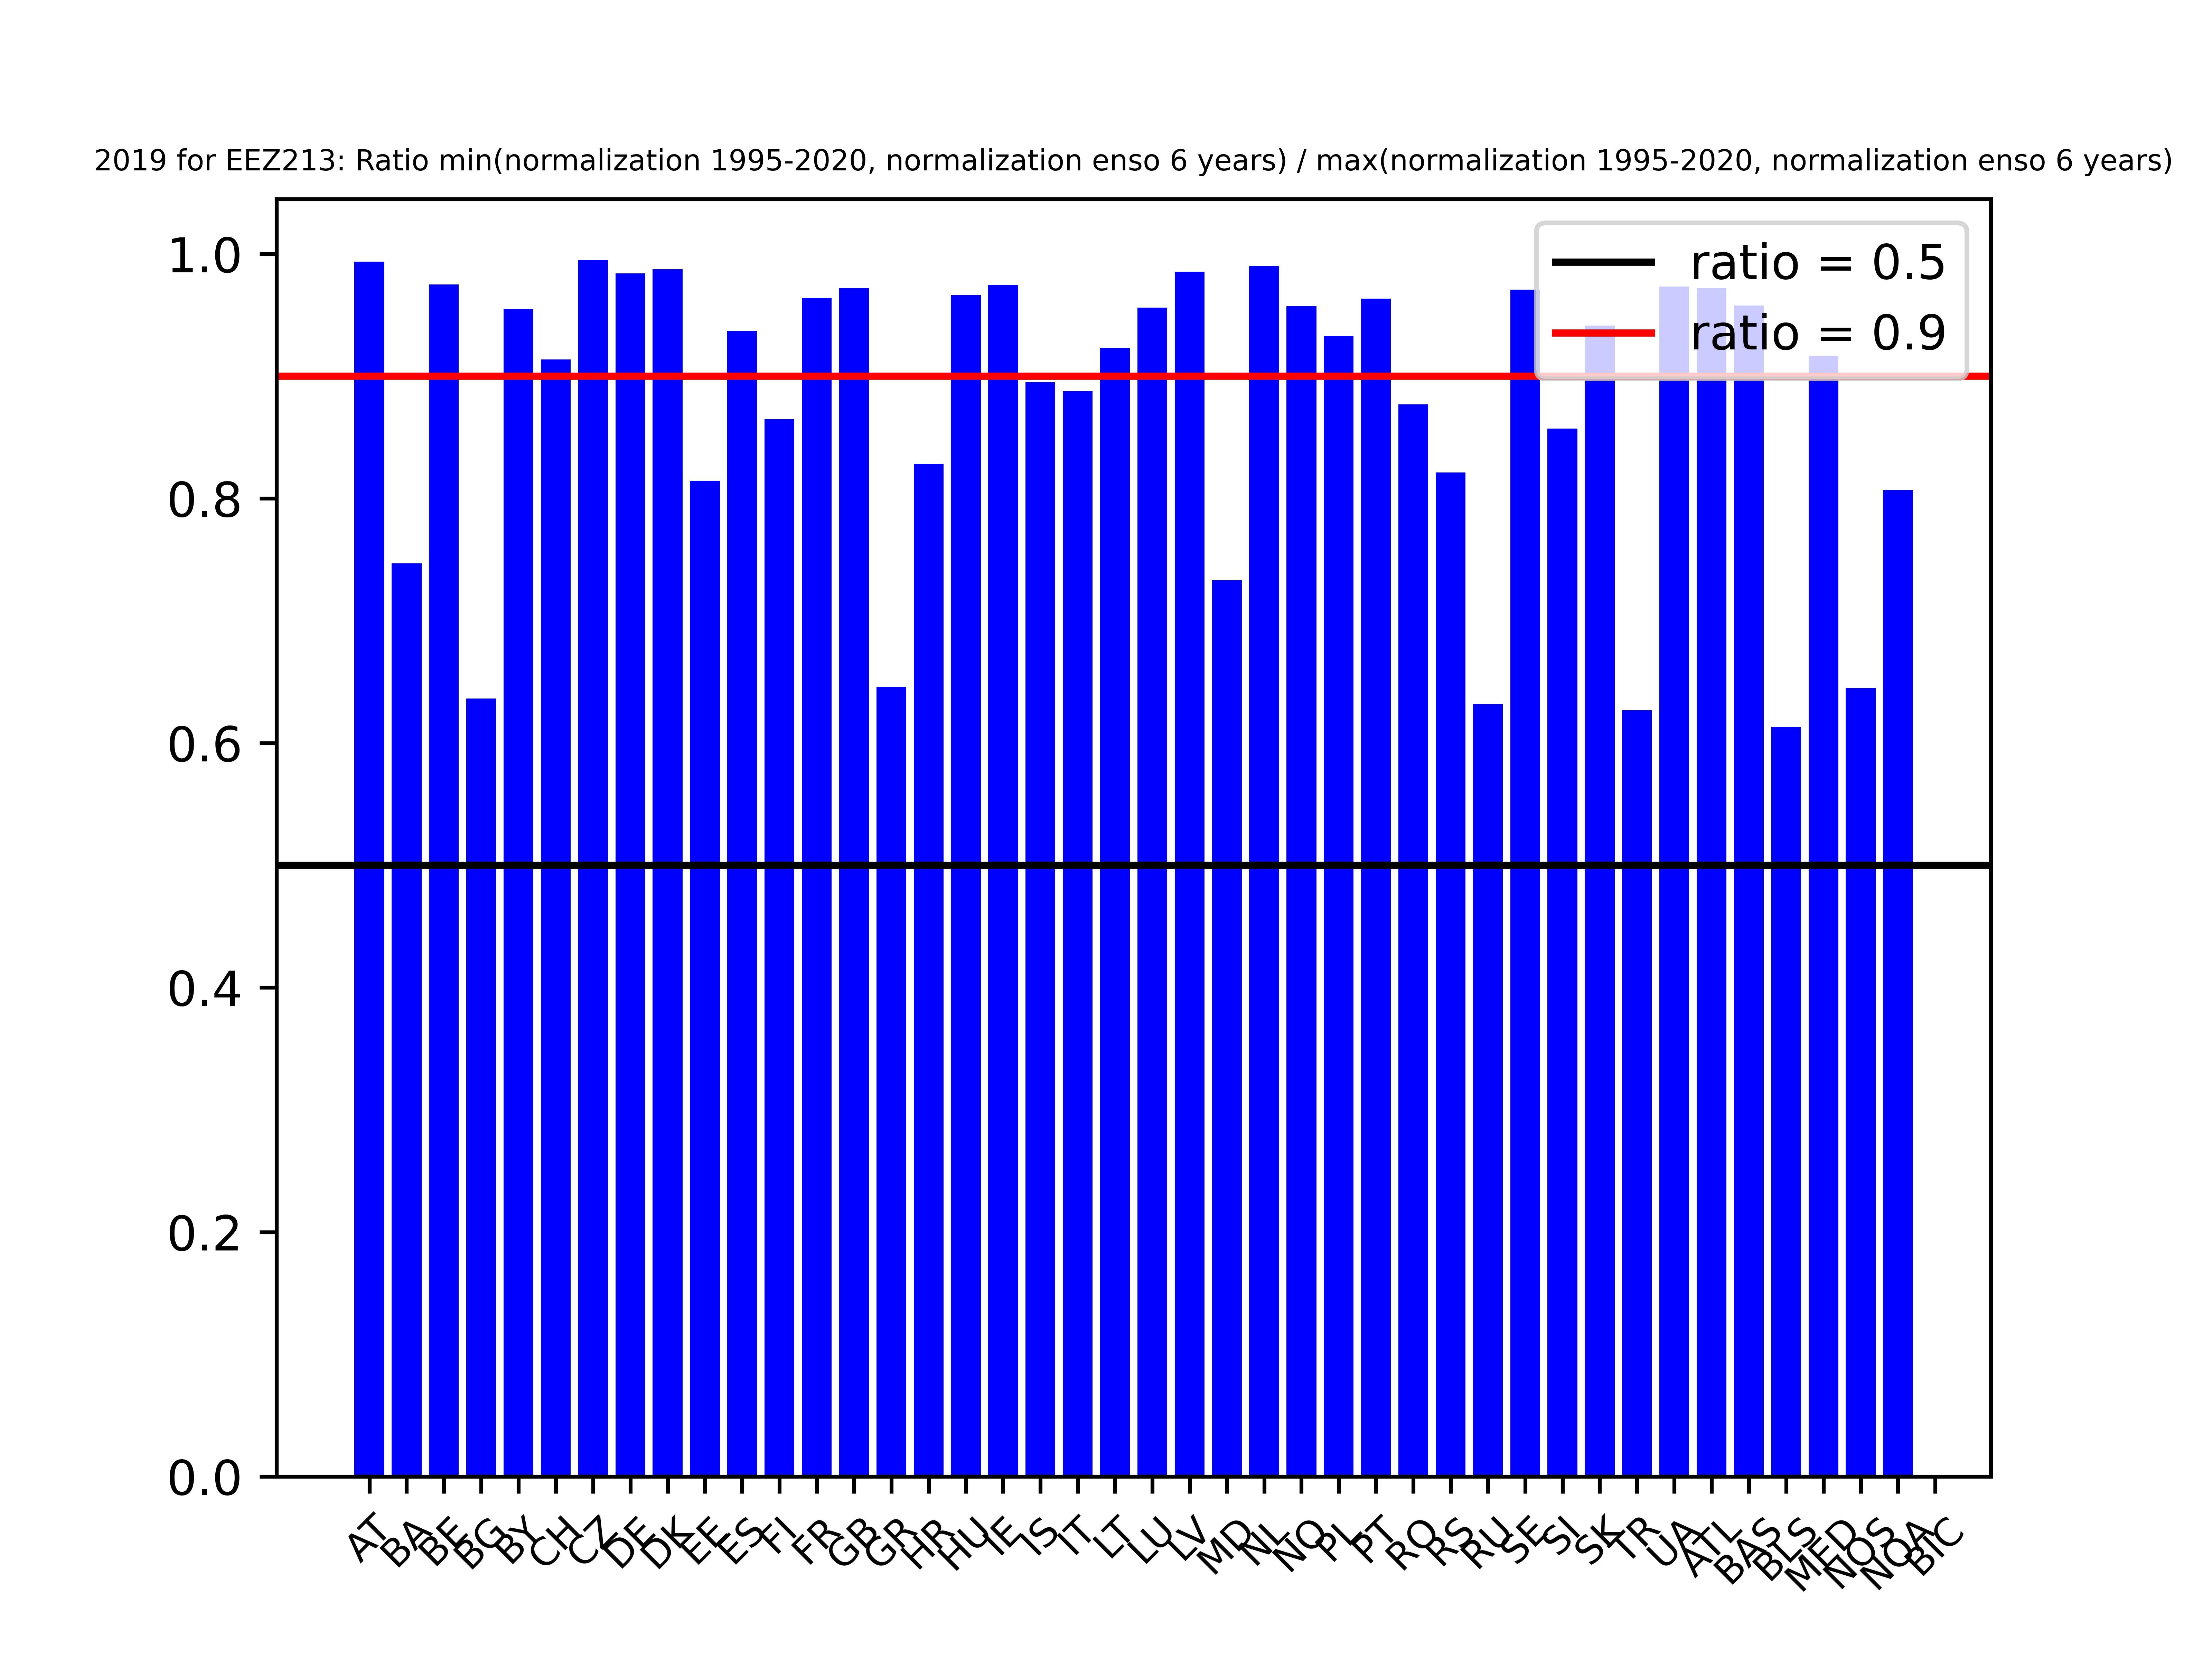 2019 for EEZ213: Ratio min(normalization 1995-2020, normalization enso 6 years) / max(normalization 1995-2020, normalization enso 6 years)
ratio = 0.5
ratio = 0.9
1.0
0.8
0.6
0.4
0.2
0.0
AT BA BE BG BY CH CZ DE DK EE ES FI FR GB GR HR HU IE IS IT LT LU LV MD NL NO PL PT RO RS RU SE SI SK TR UA ATL BAS BLS MED NOS NOA BIC